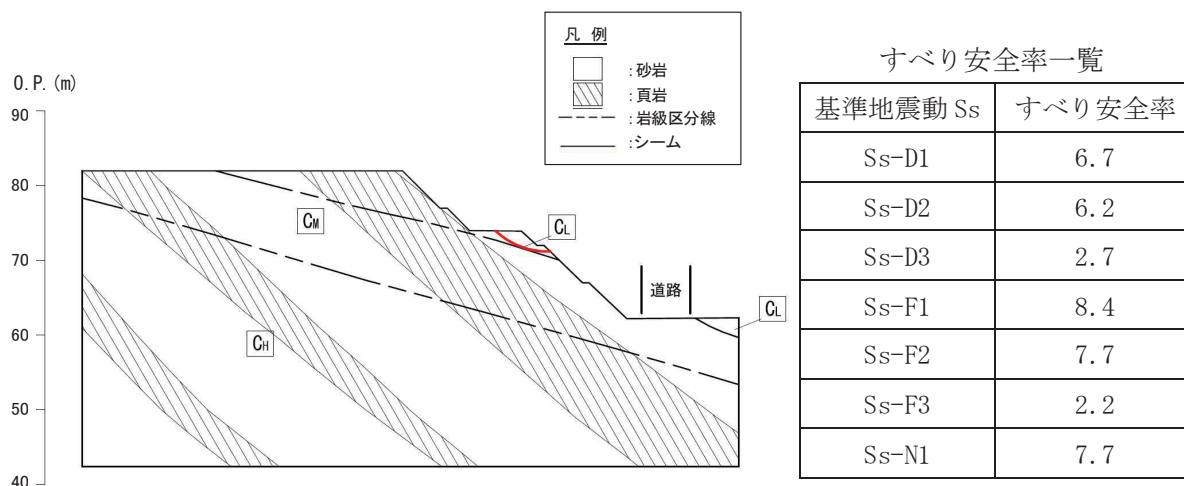 凡 例
:砂岩
:頁岩
:岩級区分線
:シーム
O.P.(m)
90
80
70
60
50
40
CM
CL
道路
CL
CH
すべり安全率一覧
基準地震動 Ss すべり安全率
Ss-D1 6.7
Ss-D2 6.2
Ss-D3 2.7
Ss-F1 8.4
Ss-F2 7.7
Ss-F3 2.2
Ss-N1 7.7